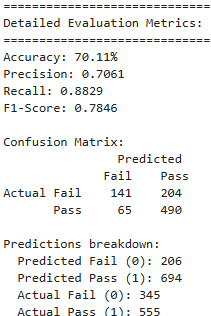 =============================
Detailed Evaluation Metrics:
=============================
Accuracy: 70.11%
Precision: 0.7061
Recall: 0.8829
F1-Score: 0.7846
Confusion Matrix:
Predicted
Fail Pass
Actual Fail 141 204
Pass 65 490
Predictions breakdown:
Predicted Fail (0): 206
Predicted Pass (1): 694
Actual Fail (0): 345
Actual Pass (1): 555